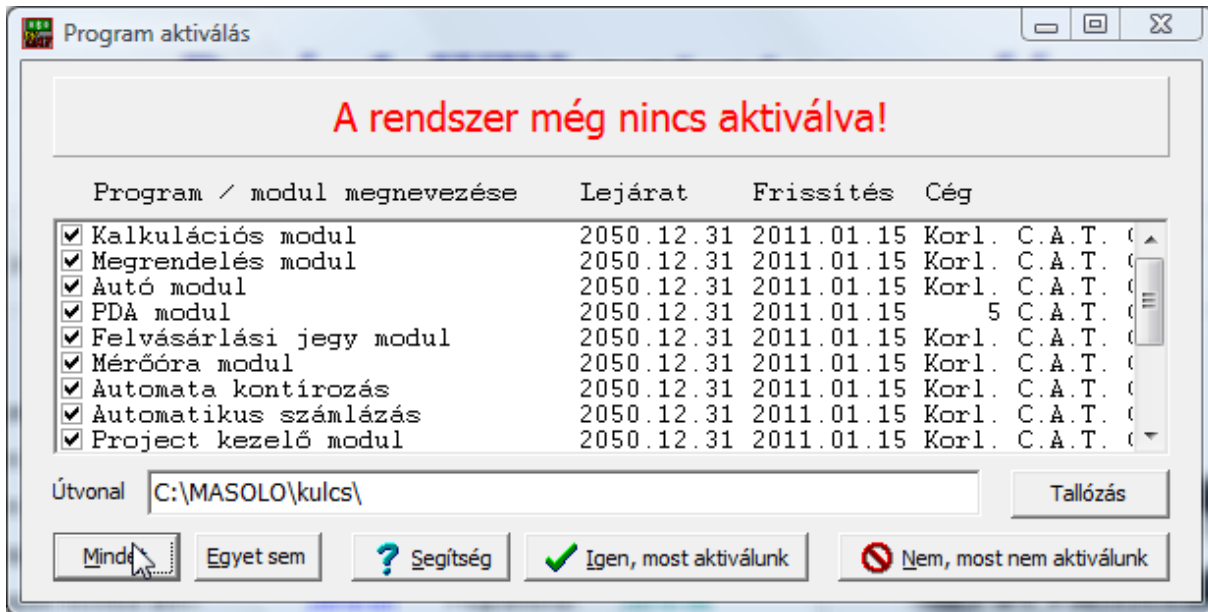 Program aktiválás
A rendszer még nincs aktiválva!
Program / modul megnevezése Lejárat Frissítés Cég
Kalkulációs modul 2050.12.31 2011.01.15 Korl. C.A.T.
Megrendelés modul 2050.12.31 2011.01.15 Korl. C.A.T.
Autó modul 2050.12.31 2011.01.15 Korl. C.A.T.
PDA modul 2050.12.31 2011.01.15 5 C.A.T.
Felvásárlási jegy modul 2050.12.31 2011.01.15 Korl. C.A.T.
Mérőóra modul 2050.12.31 2011.01.15 Korl. C.A.T.
Automata kontírozás 2050.12.31 2011.01.15 Korl. C.A.T.
Automatikus számlázás 2050.12.31 2011.01.15 Korl. C.A.T.
Project kezelő modul 2050.12.31 2011.01.15 Korl. C.A.T.
Útvonal C:\MASOLO\kulcs\ Tallózás
Egyet sem ? Segítség Igen, most aktiválunk Nem, most nem aktiválunk